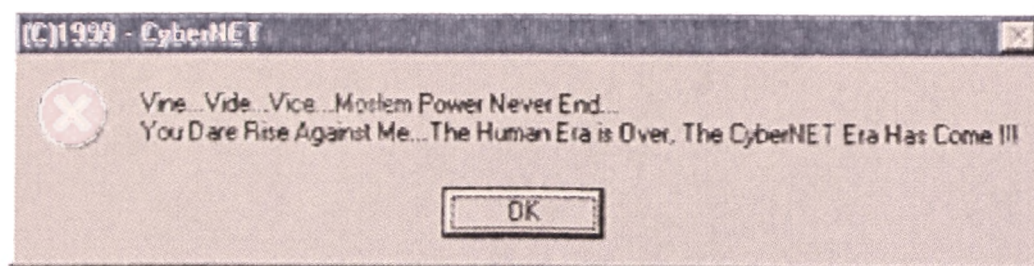 (C)1999 - CyberNET
Vine...Vide...Vice...Moslem Power Never End...
You Dare Rise Against Me...The Human Era is Over, The CyberNET Era Has Come !!!
OK